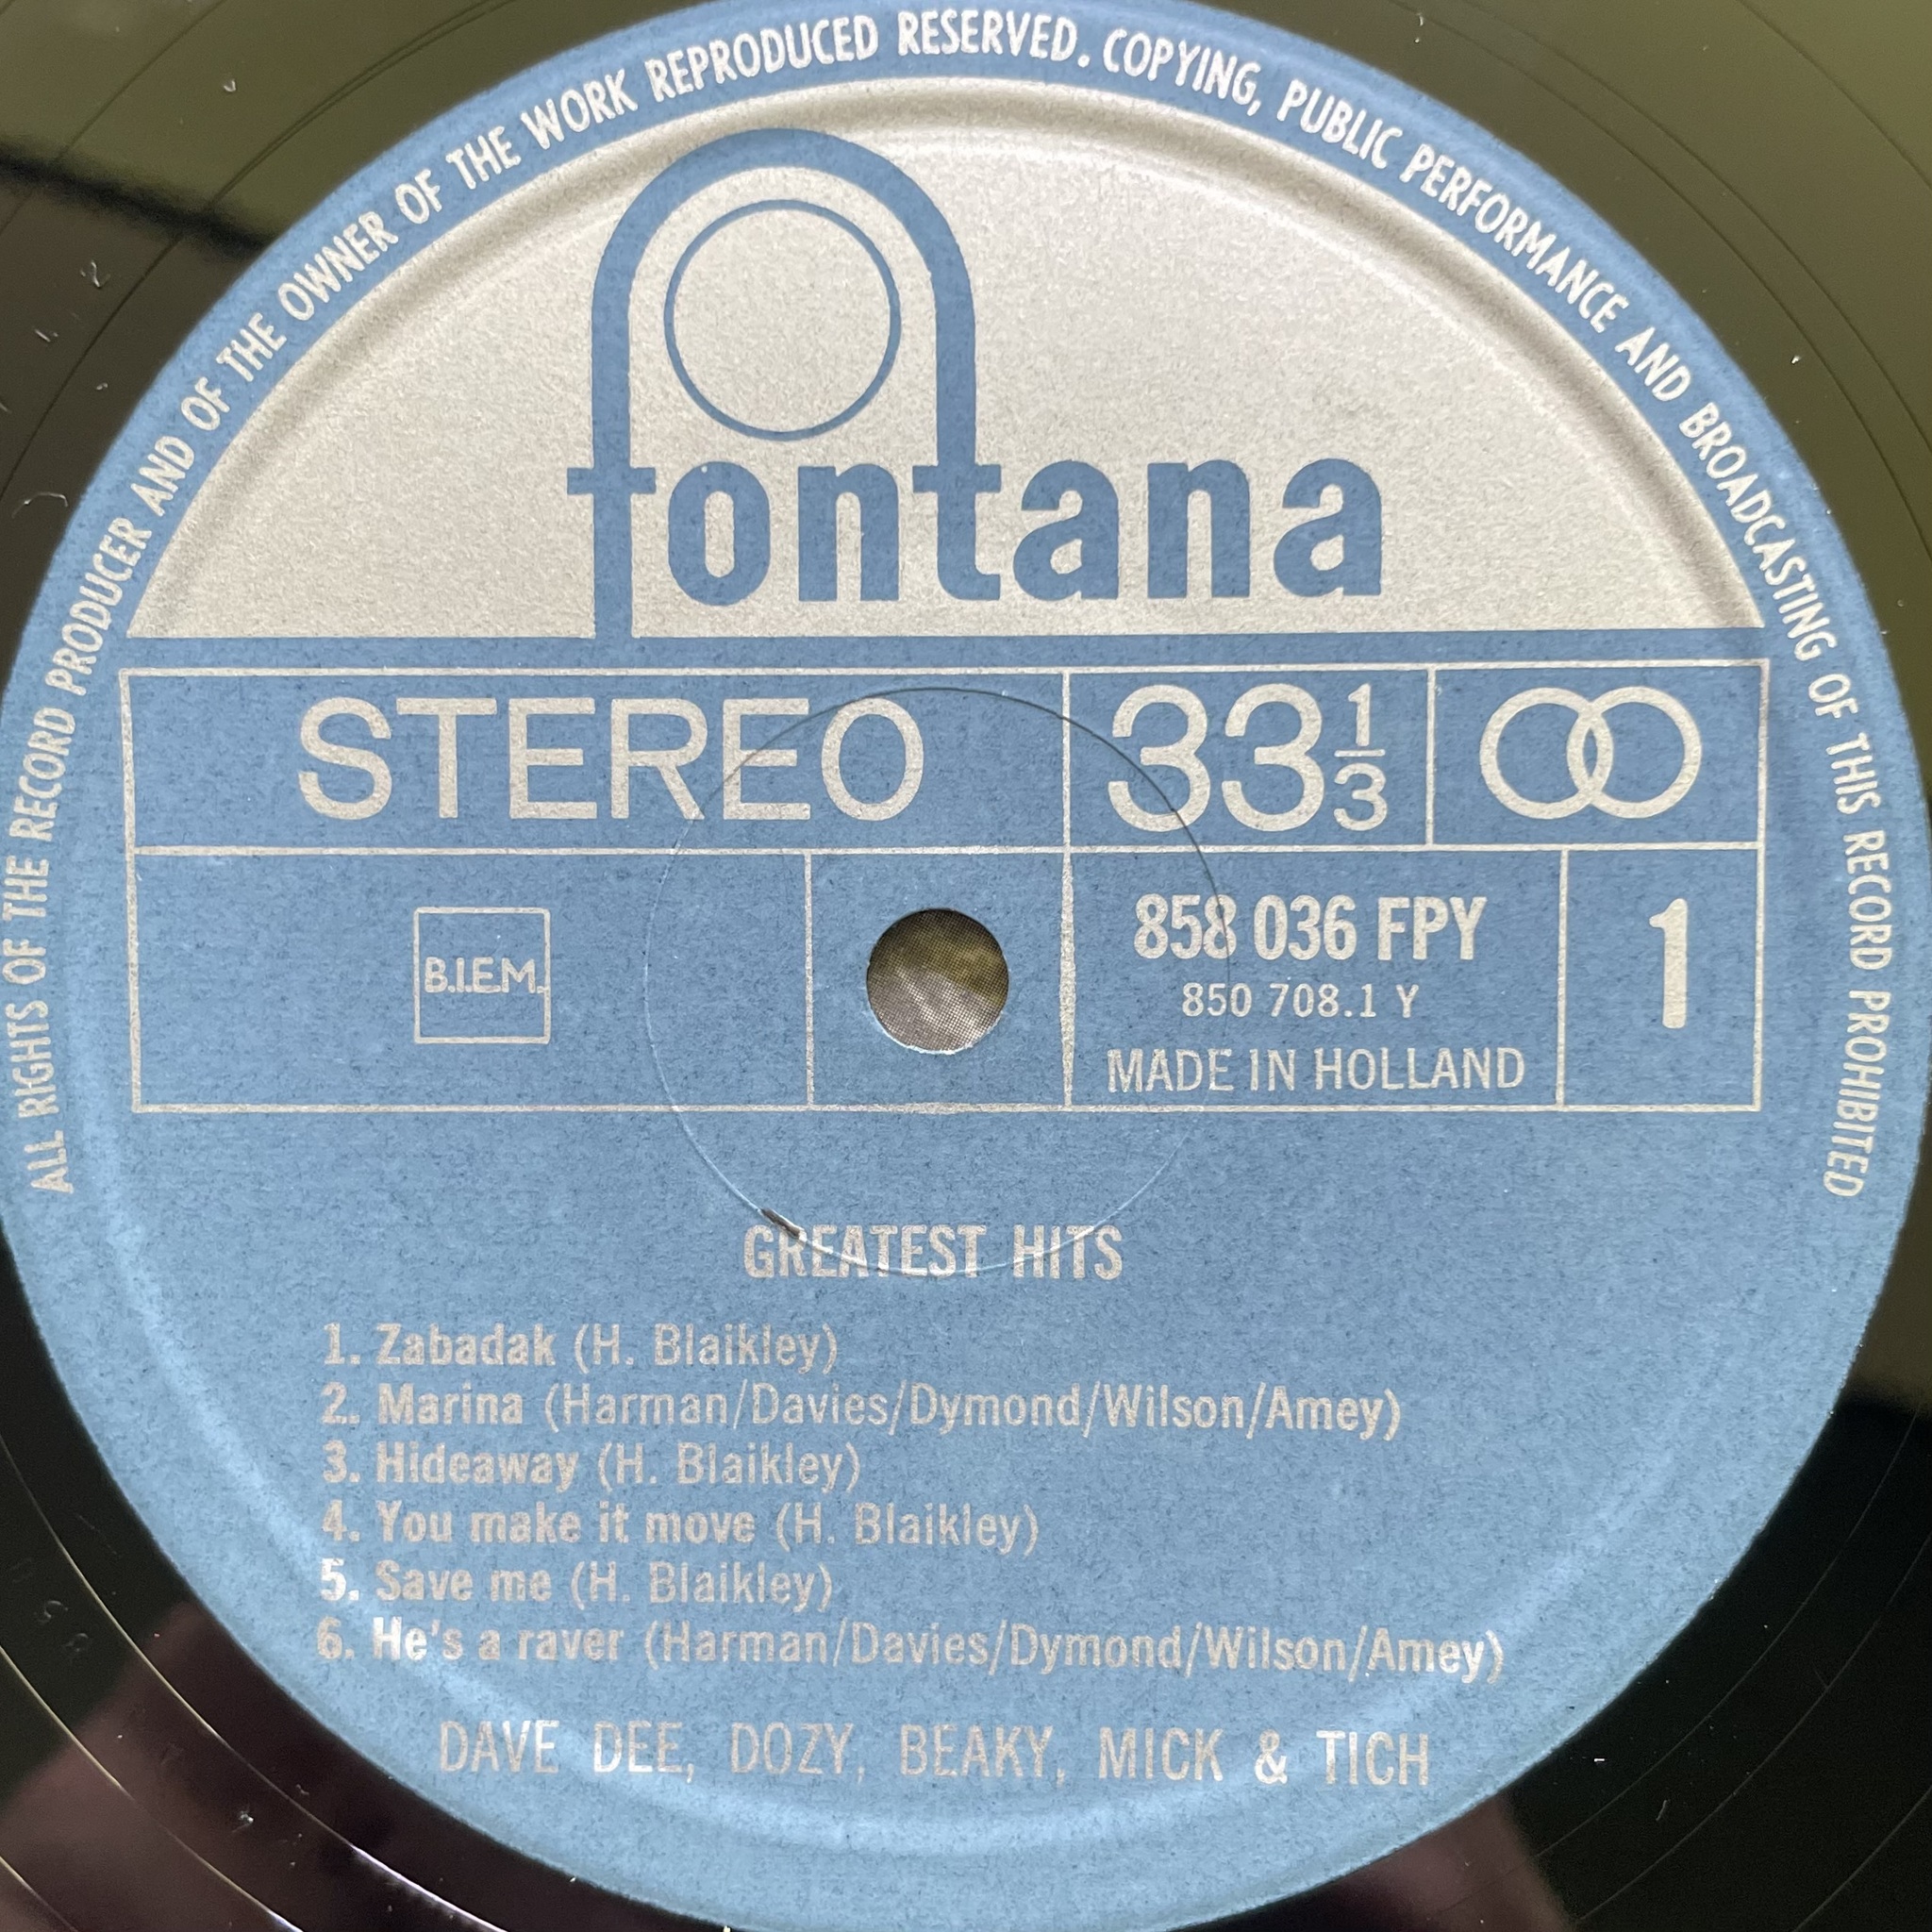 ALL RIGHTS OF THE RECORD PRODUCER AND OF THE OWNER OF THE WORK REPRODUCED RESERVED. COPYING, PUBLIC PERFORMANCE AND BROADCASTING OF THIS RECORD PROHIBITED
fontana
STEREO
33 1/3
B.I.E.M.
858 036 FPY
850 708.1 Y
MADE IN HOLLAND
1
GREATEST HITS
1. Zabadak (H. Blaikley)
2. Marina (Harman/Davies/Dymond/Wilson/Amey)
3. Hideaway (H. Blaikley)
4. You make it move (H. Blaikley)
5. Save me (H. Blaikley)
6. He's a raver (Harman/Davies/Dymond/Wilson/Amey)
DAVE DEE, DOZY, BEAKY, MICK & TICH